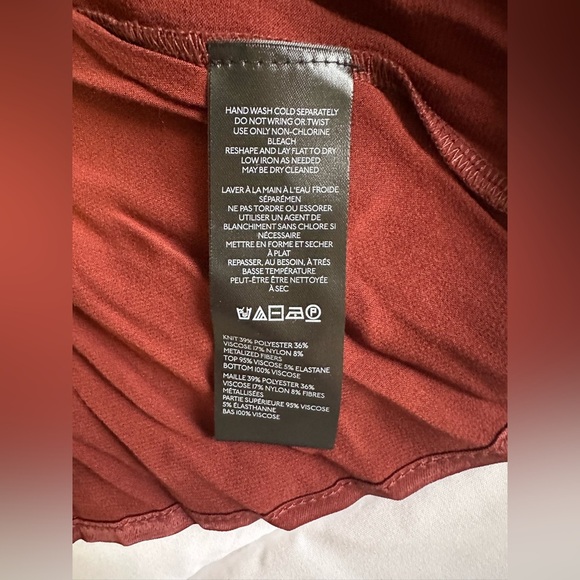 HAND WASH COLD SEPARATELY
DO NOT WRING OR TWIST
USE ONLY NON-CHLORINE
BLEACH
RESHAPE AND LAY FLAT TO DRY
LOW IRON AS NEEDED
MAY BE DRY CLEANED
LAVER À LA MAIN À L'EAU FROIDE
SÉPARÉMEN
NE PAS TORDRE OU ESSORER
UTILISER UN AGENT DE
BLANCHIMENT SANS CHLORE SI
NÉCESSAIRE
METTRE EN FORME ET SECHER
À PLAT
REPASSER, AU BESOIN, À TRÉS
BASSE TEMPÉRATURE
PEUT-ÊTRE ÊTRE NETTOYÉE
À SEC
P
KNIT 39% POLYESTER 36%
VISCOSE 17% NYLON 8%
METALIZED FIBERS
TOP 95% VISCOSE 5% ELASTANE
BOTTOM 100% VISCOSE
MAILLE 39% POLYESTER 36%
VISCOSE 17% NYLON 8% FIBRES
MÉTALLISÉES
PARTIE SUPÉRIEURE 95% VISCOSE
5% ÉLASTHANNE
BAS 100% VISCOSE